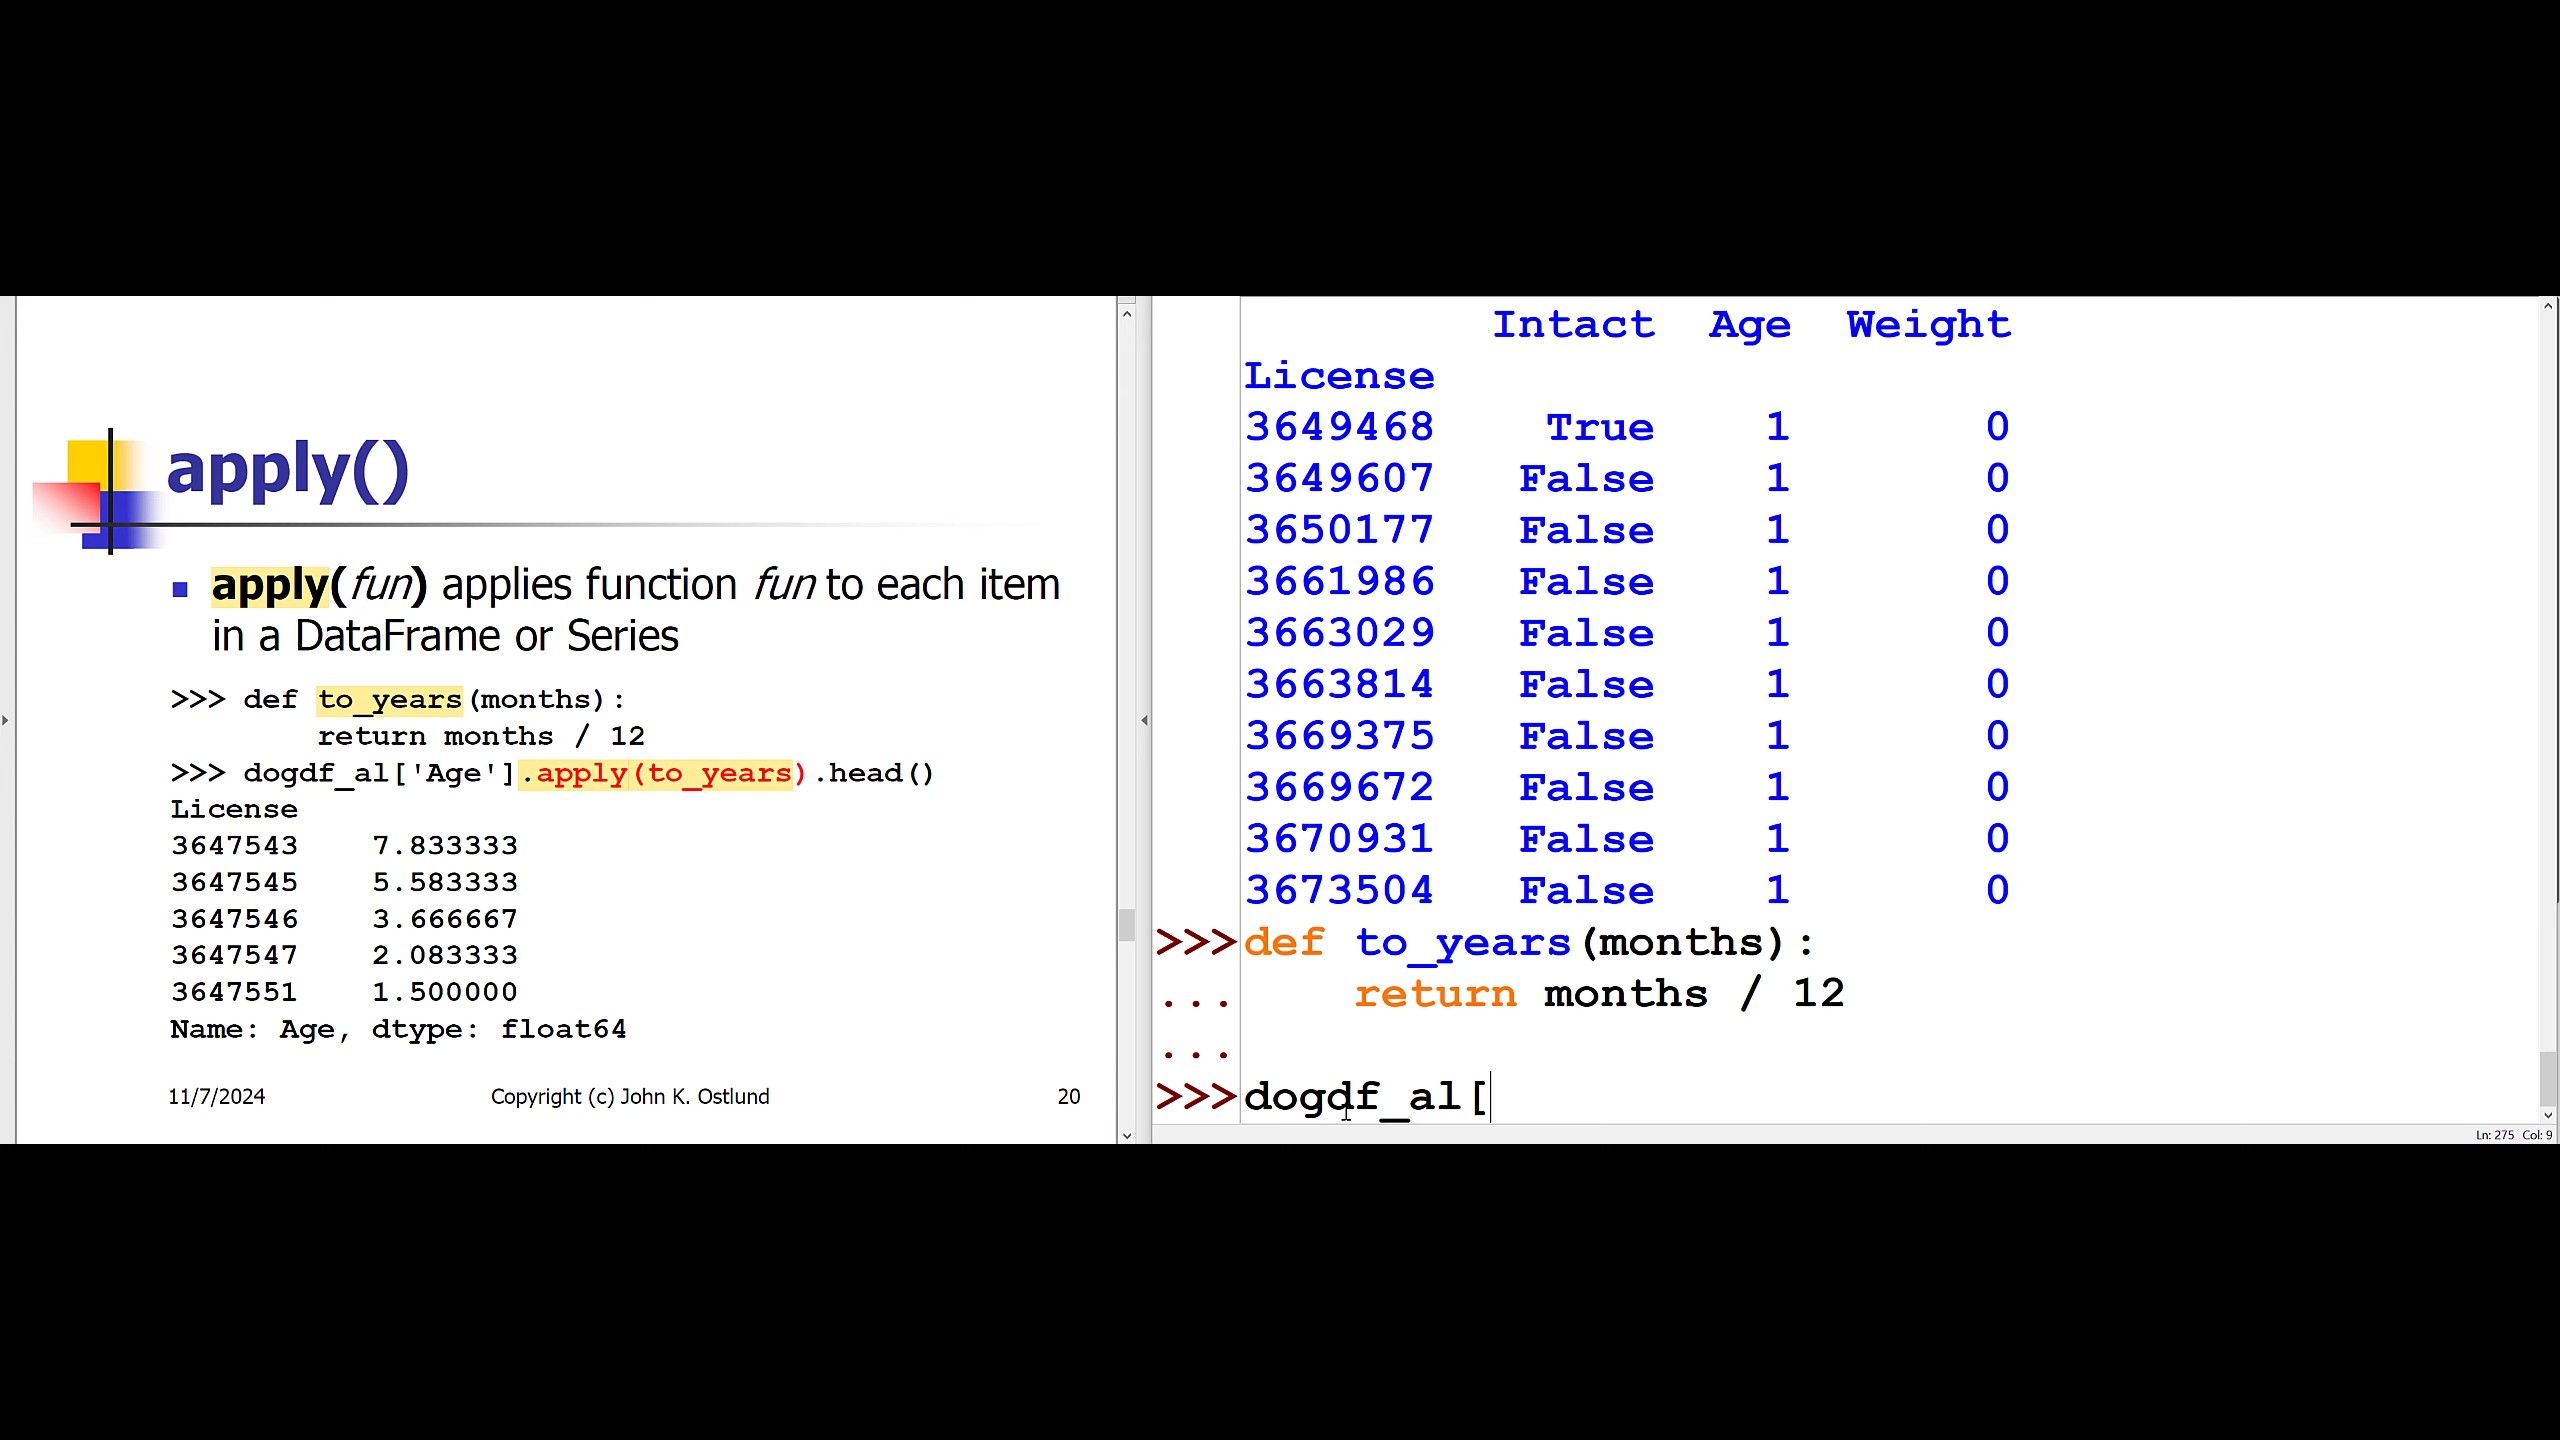 apply()
apply(fun) applies function fun to each item
in a DataFrame or Series
>>> def to_years(months):
return months / 12
>>> dogdf_al['Age'].apply(to_years).head()
License
3647543 7.833333
3647545 5.583333
3647546 3.666667
3647547 2.083333
3647551 1.500000
Name: Age, dtype: float64
11/7/2024 Copyright (c) John K. Ostlund 20
Intact Age Weight
License
3649468 True 1 0
3649607 False 1 0
3650177 False 1 0
3661986 False 1 0
3663029 False 1 0
3663814 False 1 0
3669375 False 1 0
3669672 False 1 0
3670931 False 1 0
3673504 False 1 0
>>> def to_years(months):
... return months / 12
...
>>> dogdf_al[
Ln: 275 Col: 9